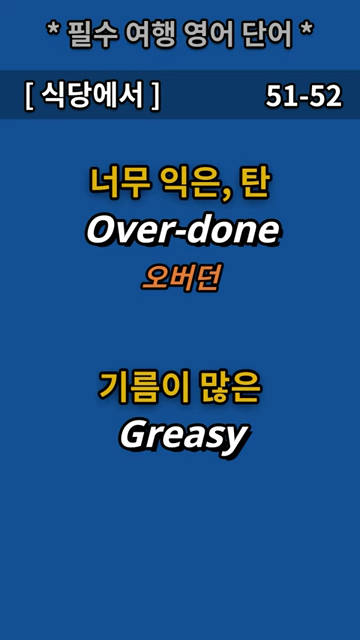 * 필수 여행 영어 단어 *
[ 식당에서 ] 51-52
너무 익은, 탄
Over-done
오버던
기름이 많은
Greasy